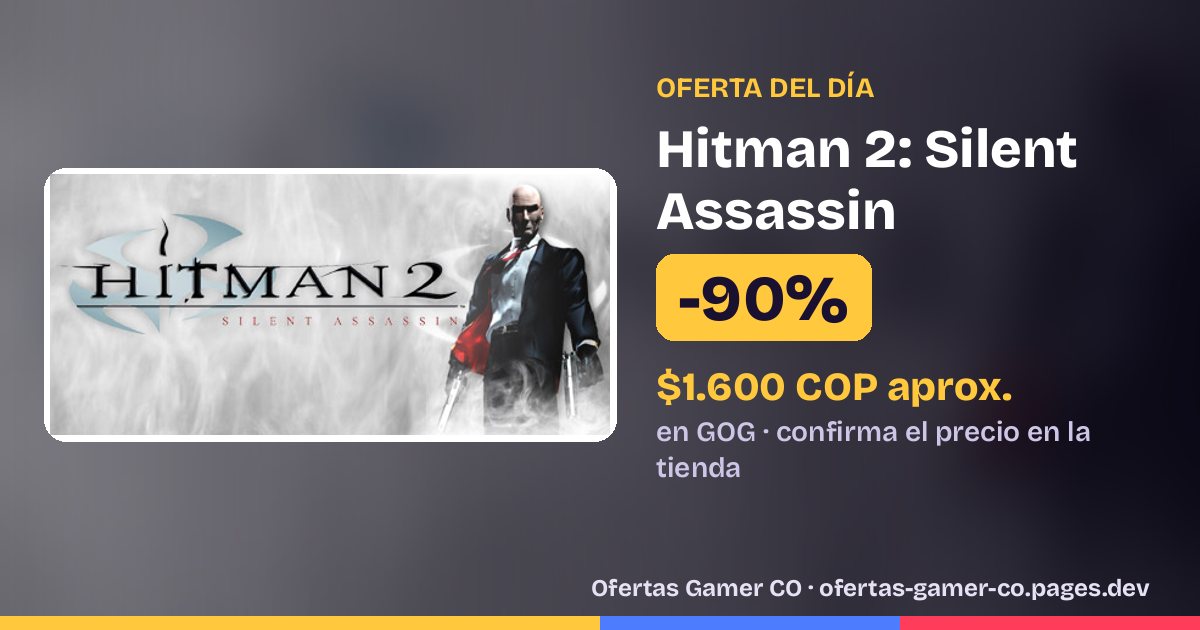 OFERTA DEL DÍA
Hitman 2: Silent
Assassin
-90%
$1.600 COP aprox.
en GOG · confirma el precio en la
tienda
HITMAN 2
SILENT ASSASSIN
Ofertas Gamer CO · ofertas-gamer-co.pages.dev